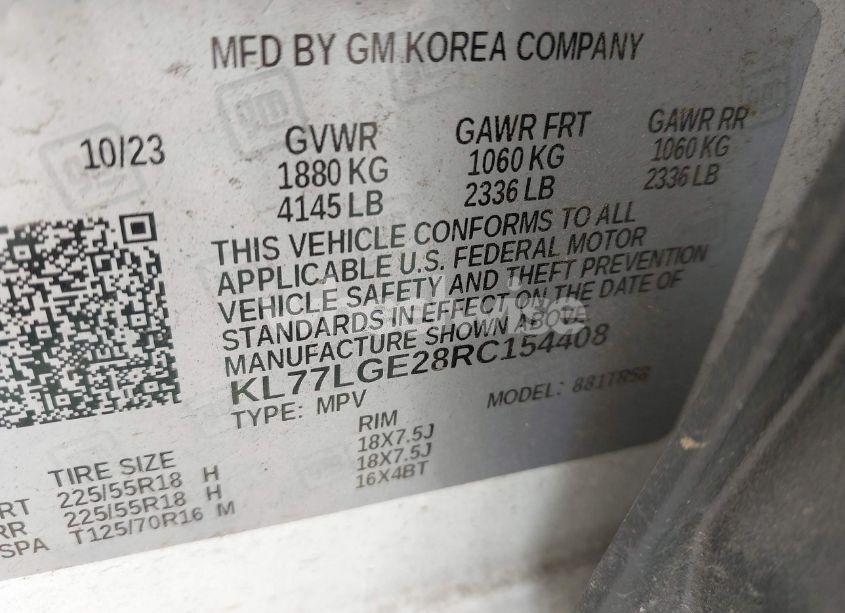 MFD BY GM KOREA COMPANY
10/23
GVWR
1880 KG
4145 LB
GAWR FRT
1060 KG
2336 LB
GAWR RR
1060 KG
2336 LB
THIS VEHICLE CONFORMS TO ALL
APPLICABLE U.S. FEDERAL MOTOR
VEHICLE SAFETY AND THEFT PREVENTION
STANDARDS IN EFFECT ON THE DATE OF
MANUFACTURE SHOWN ABOVE.
KL77LGE28RC154408
TYPE: MPV
MODEL: 881TR58
TIRE SIZE
RIM
RT 225/55R18 H 18X7.5J
RR 225/55R18 H 18X7.5J
SPA T125/70R16 M 16X4BT